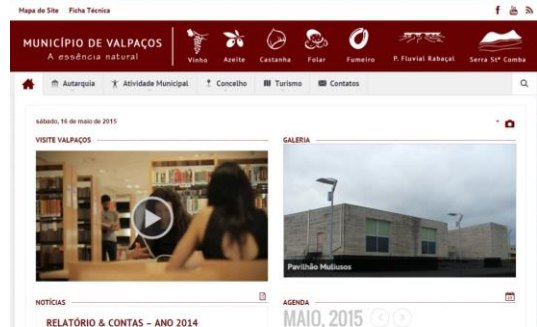 Mapa do Site Ficha Técnica
MUNICÍPIO DE VALPAÇOS
A essência natural
Vinho Azeite Castanha Folar Fumeiro P. Fluvial Rabaçal Serra Stª Comba
Autarquia Atividade Municipal Concelho Turismo Contatos
sábado, 16 de maio de 2015
VISITE VALPAÇOS
GALERIA
Pavilhão Muliusos
NOTÍCIAS
AGENDA
RELATÓRIO & CONTAS – ANO 2014
MAIO, 2015